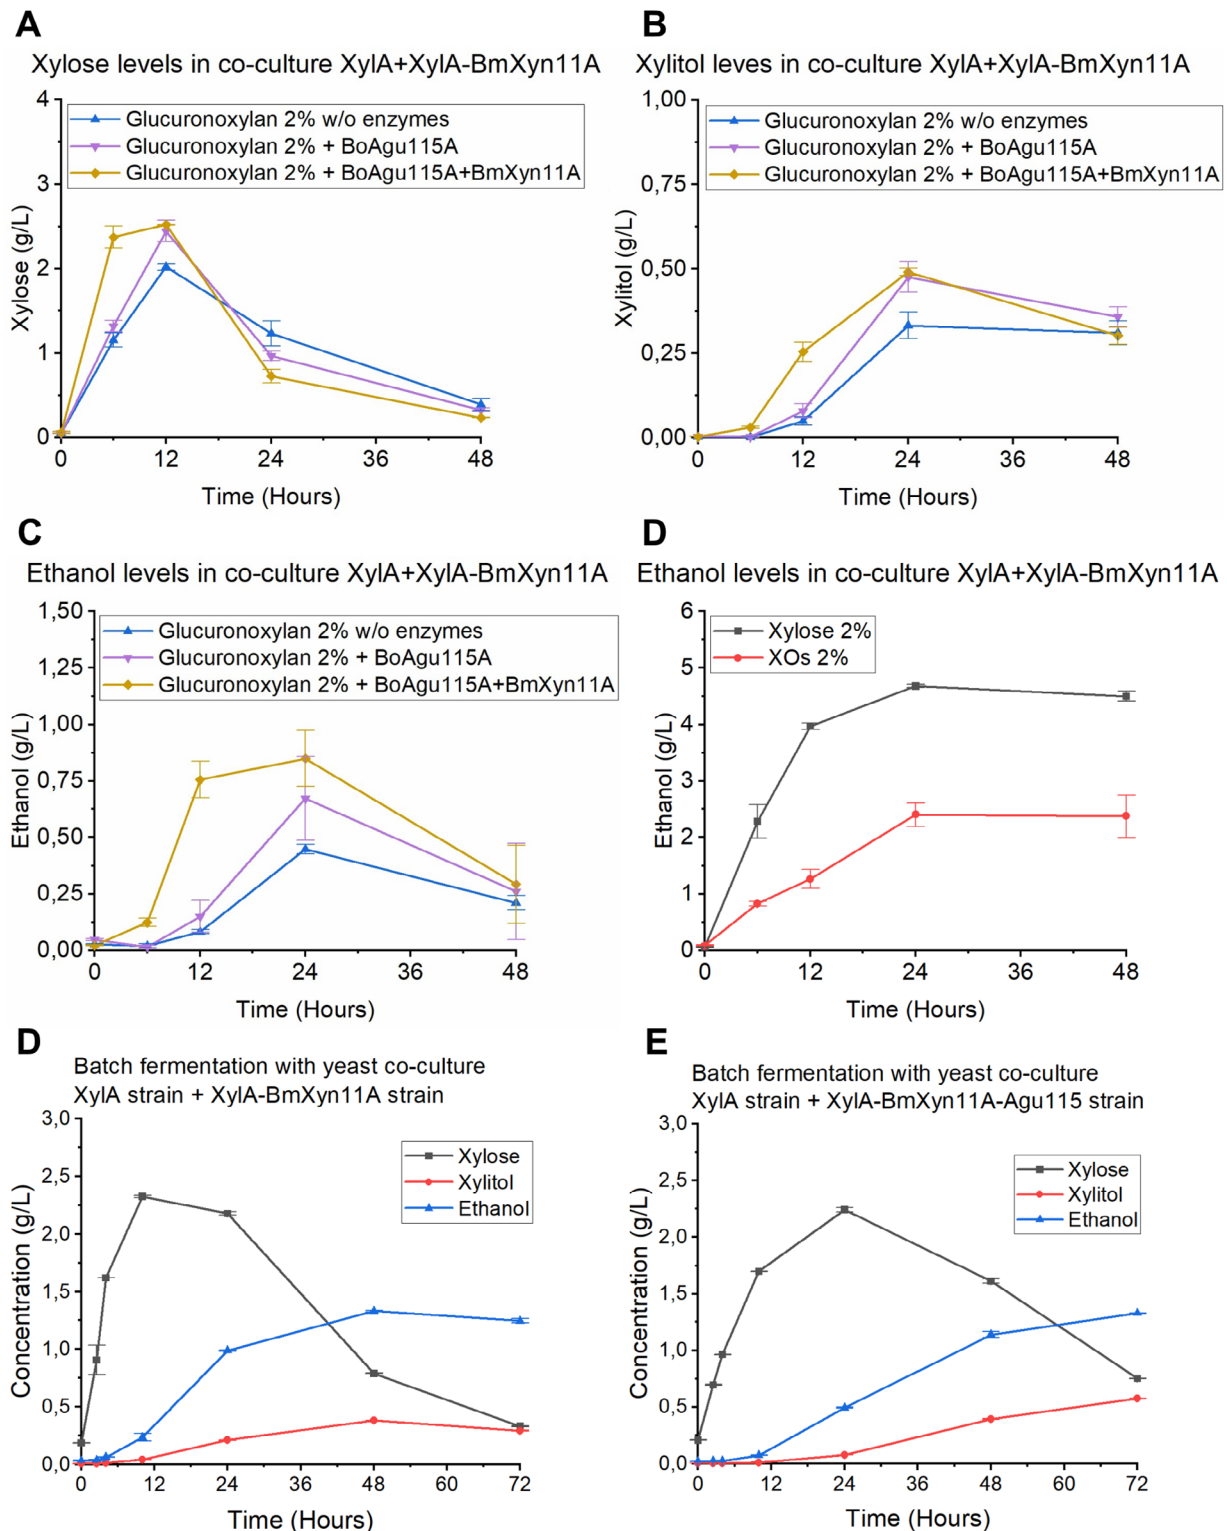 A
Xylose levels in co-culture XylA+XylA-BmXyn11A
4
3
2
1
0
Xylose (g/L)
Glucuronoxylan 2% w/o enzymes
Glucuronoxylan 2% + BoAgu115A
Glucuronoxylan 2% + BoAgu115A+BmXyn11A
0 12 24 36 48
Time (Hours)
B
Xylitol leves in co-culture XylA+XylA-BmXyn11A
1,00
0,75
0,50
0,25
0,00
Xylitol (g/L)
Glucuronoxylan 2% w/o enzymes
Glucuronoxylan 2% + BoAgu115A
Glucuronoxylan 2% + BoAgu115A+BmXyn11A
0 12 24 36 48
Time (Hours)
C
Ethanol levels in co-culture XylA+XylA-BmXyn11A
1,50
1,25
1,00
0,75
0,50
0,25
0,00
Ethanol (g/L)
Glucuronoxylan 2% w/o enzymes
Glucuronoxylan 2% + BoAgu115A
Glucuronoxylan 2% + BoAgu115A+BmXyn11A
0 12 24 36 48
Time (Hours)
D
Ethanol levels in co-culture XylA+XylA-BmXyn11A
6
5
4
3
2
1
0
Ethanol (g/L)
Xylose 2%
XOs 2%
0 12 24 36 48
Time (Hours)
D
Batch fermentation with yeast co-culture
XylA strain + XylA-BmXyn11A strain
3,0
2,5
2,0
1,5
1,0
0,5
0,0
Concentration (g/L)
Xylose
Xylitol
Ethanol
0 12 24 36 48 60 72
Time (Hours)
E
Batch fermentation with yeast co-culture
XylA strain + XylA-BmXyn11A-Agu115 strain
3,0
2,5
2,0
1,5
1,0
0,5
0,0
Concentration (g/L)
Xylose
Xylitol
Ethanol
0 12 24 36 48 60 72
Time (Hours)